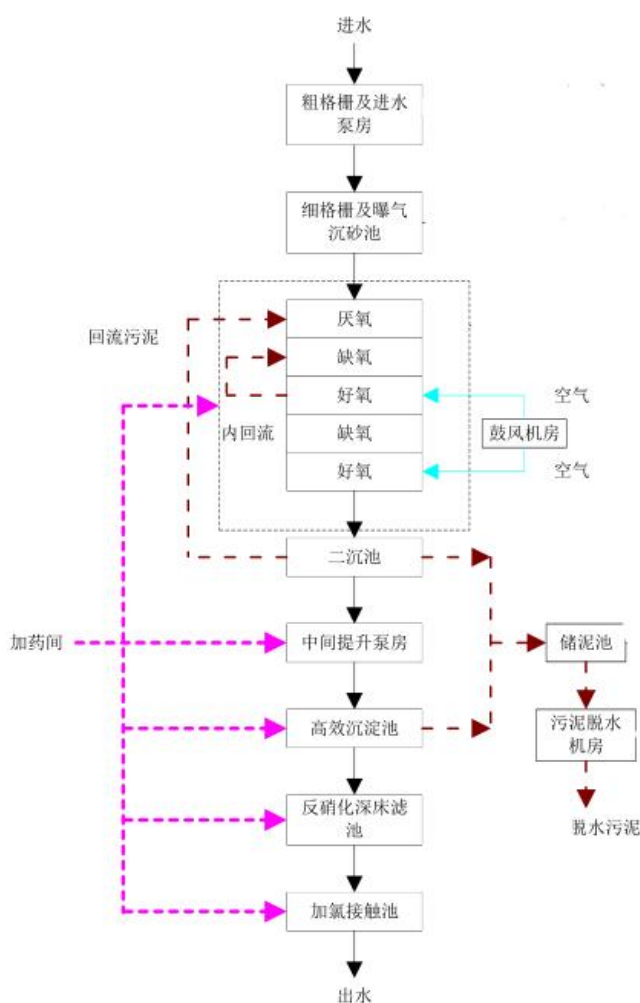 进水
粗格栅及进水
泵房
细格栅及曝气
沉砂池
回流污泥
厌氧
缺氧
好氧
空气
内回流
缺氧
鼓风机房
好氧
空气
二沉池
加药间
中间提升泵房
储泥池
高效沉淀池
污泥脱水
机房
反硝化深床滤
池
脱水污泥
加氯接触池
出水